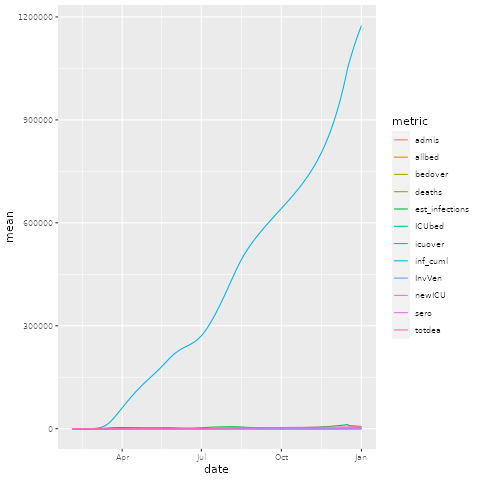 1200000
900000
600000
300000
0
mean
Apr
Jul
Oct
Jan
date
metric
admis
allbed
bedover
deaths
est_infections
ICUbed
icuover
inf_cuml
InvVen
newICU
sero
totdea